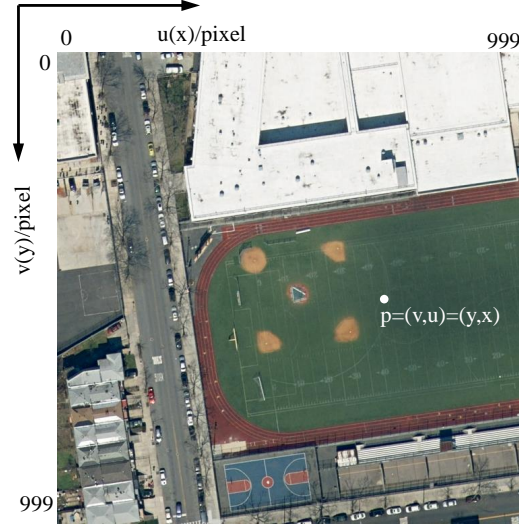 u(x)/pixel
0
999
0
v(y)/pixel
p=(v,u)=(y,x)
999